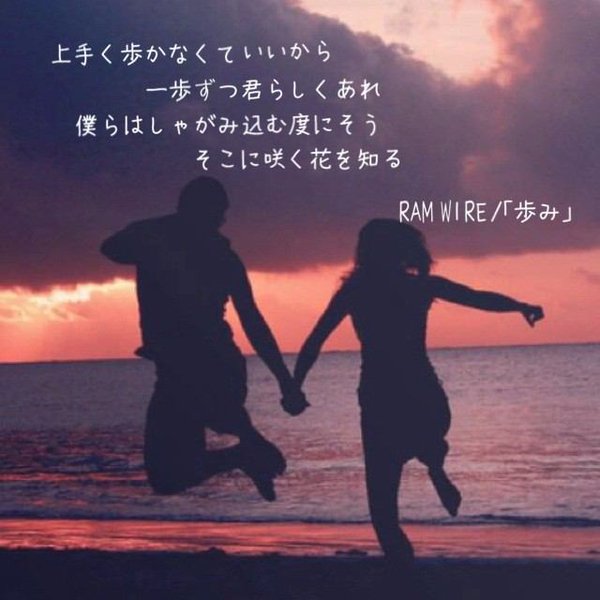 上手く歩かなくていいから
一歩ずつ君らしくあれ
僕らはしゃがみ込む度にそう
そこに咲く花を知る
RAM WIRE/「歩み」